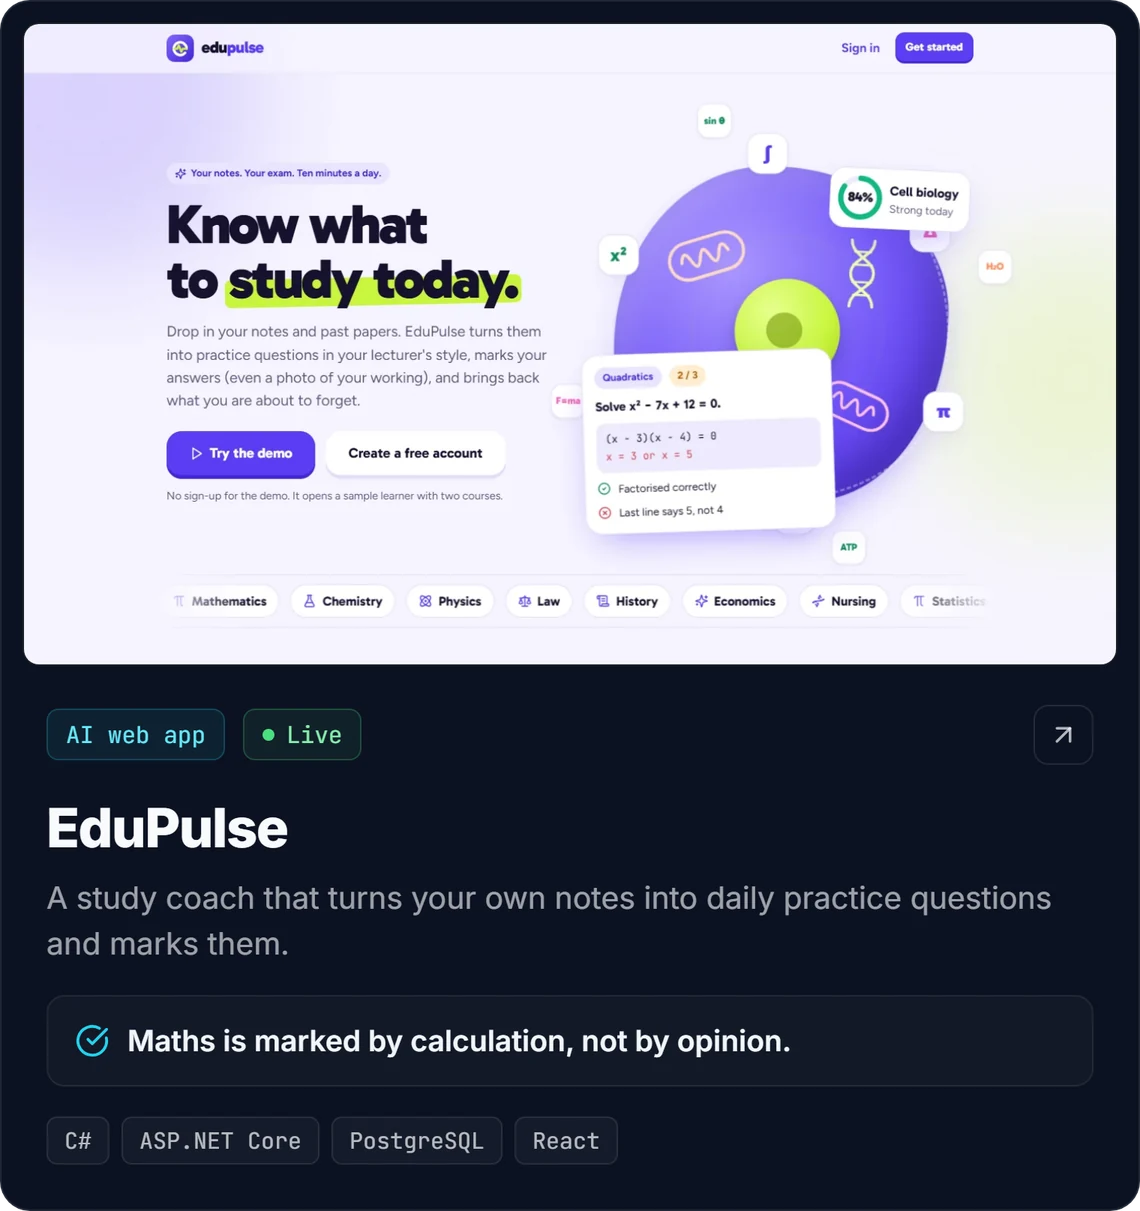 edupulse
Sign in
Get started
Your notes. Your exam. Ten minutes a day.
Know what
to study today.
Drop in your notes and past papers. EduPulse turns them
into practice questions in your lecturer's style, marks your
answers (even a photo of your working), and brings back
what you are about to forget.
Try the demo
Create a free account
No sign-up for the demo. It opens a sample learner with two courses.
sin θ
∫
84%
Cell biology
Strong today
x²
H₂O
F=ma
Quadratics
2 / 3
Solve x² − 7x + 12 = 0.
(x - 3)(x - 4) = 0
x = 3 or x = 5
Factorised correctly
Last line says 5, not 4
π
ATP
π Mathematics
Chemistry
Physics
Law
History
Economics
Nursing
π Statistics
AI web app
Live
EduPulse
A study coach that turns your own notes into daily practice questions
and marks them.
Maths is marked by calculation, not by opinion.
C#
ASP.NET Core
PostgreSQL
React